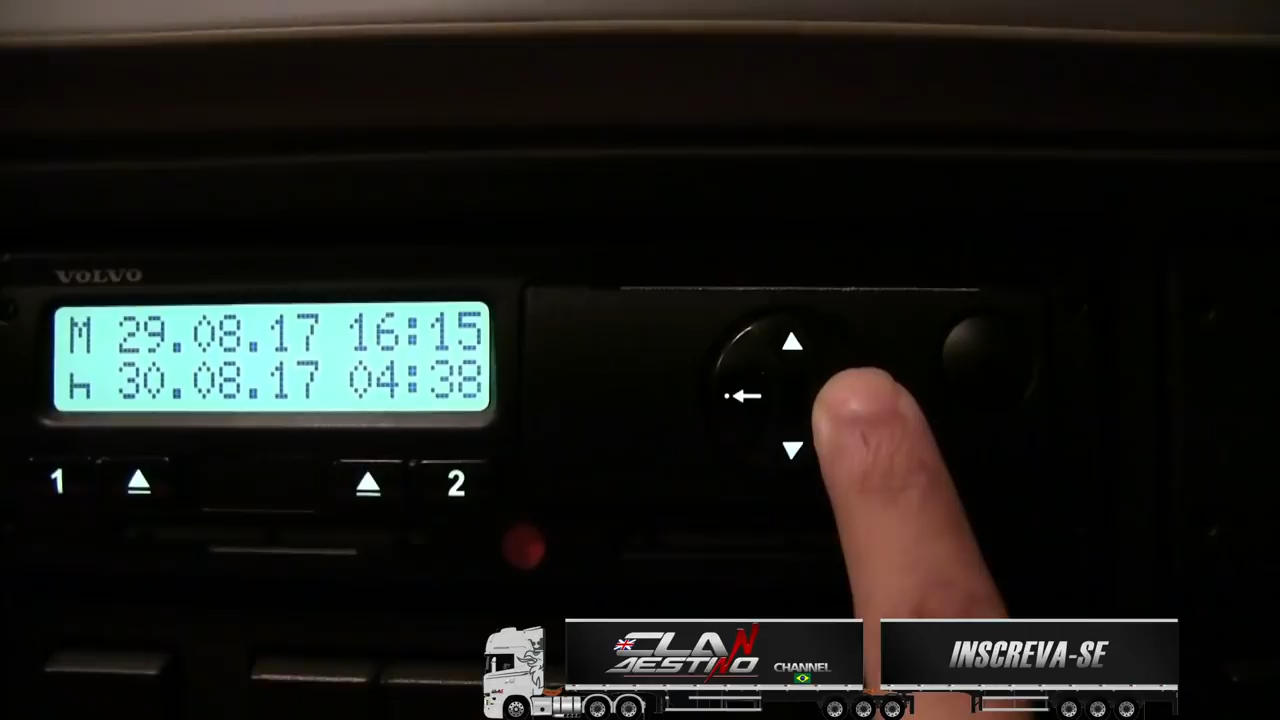 VOLVO
M 29.08.17 16:15
h 30.08.17 04:38
1 2
CLAN
DESTINO CHANNEL
INSCREVA-SE